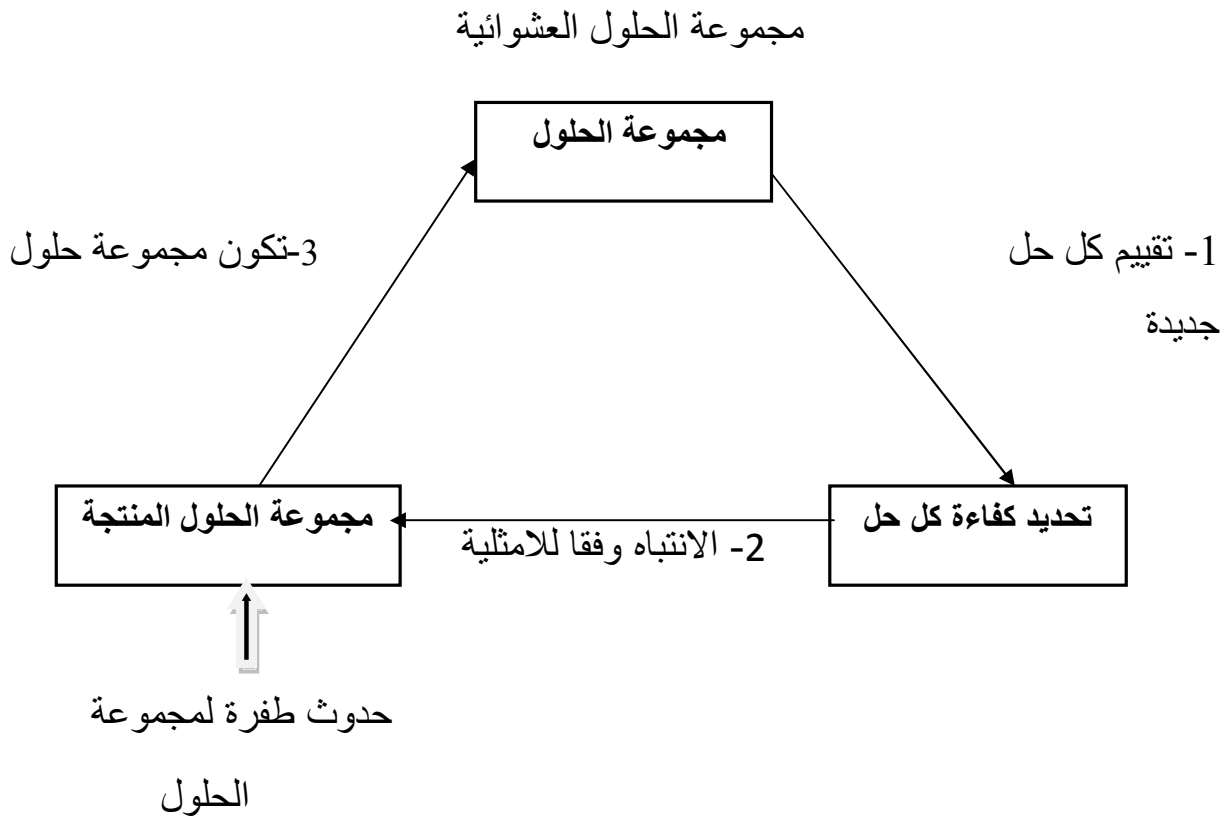 مجموعة الحلول العشوائية
مجموعة الحلول
1- تقييم كل حل
3-تكون مجموعة حلول
جديدة
تحديد كفاءة كل حل
مجموعة الحلول المنتجة
2- الانتباه وفقا للامثلية
حدوث طفرة لمجموعة
الحلول